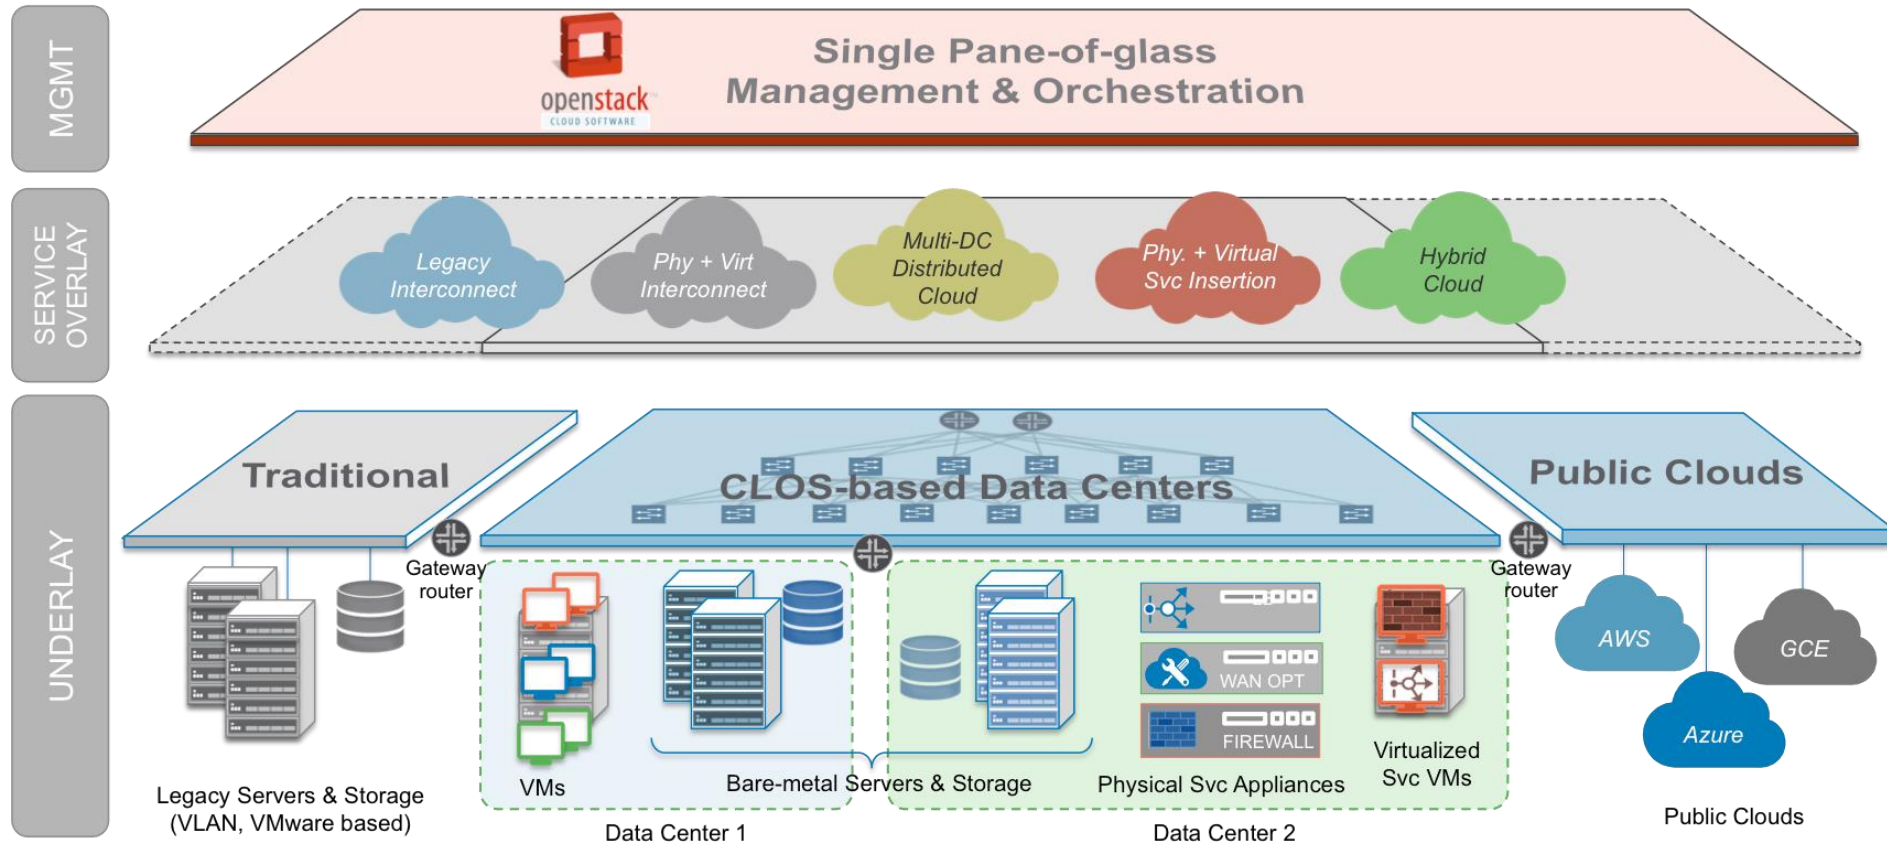 MGMT
openstack
CLOUD SOFTWARE
Single Pane-of-glass
Management & Orchestration
SERVICE
OVERLAY
Legacy
Interconnect
Phy + Virt
Interconnect
Multi-DC
Distributed
Cloud
Phy. + Virtual
Svc Insertion
Hybrid
Cloud
UNDERLAY
Traditional
CLOS-based Data Centers
Public Clouds
Gateway
router
Gateway
router
LB
WAN OPT
FIREWALL
AWS
GCE
Azure
VMs
Bare-metal Servers & Storage
Physical Svc Appliances
Virtualized
Svc VMs
Legacy Servers & Storage
(VLAN, VMware based)
Data Center 1
Data Center 2
Public Clouds